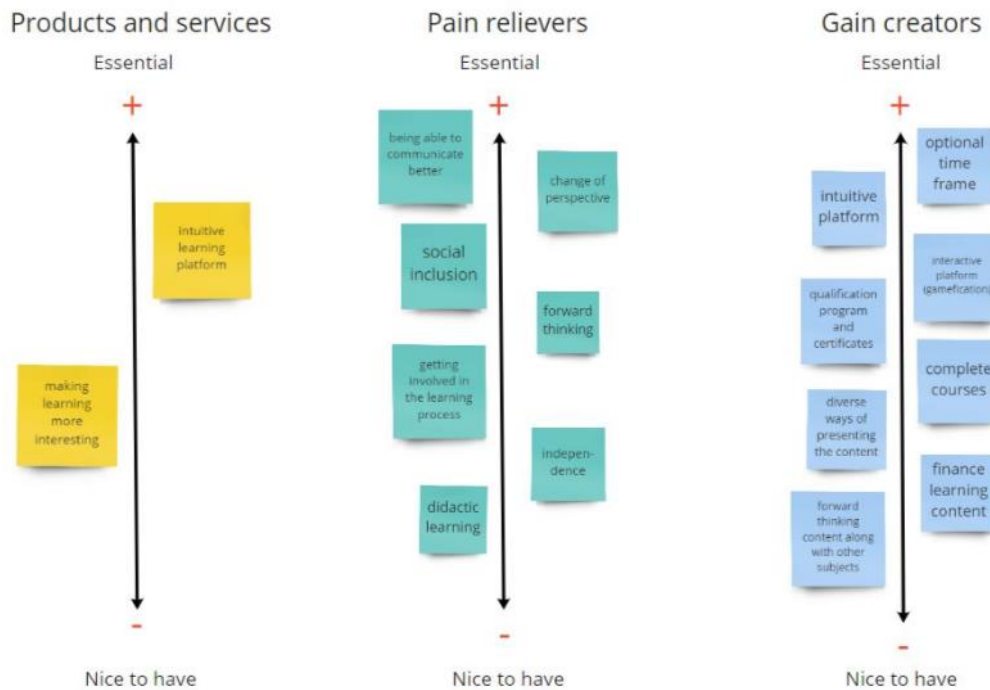 Products and services
Essential
+
intuitive
learning
platform
making
learning
more
interesting
-
Nice to have
Pain relievers
Essential
+
being able to
communicate
better
change of
perspective
social
inclusion
forward
thinking
getting
involved in
the learning
process
indepen-
dence
didactic
learning
-
Nice to have
Gain creators
Essential
+
optional
time
frame
intuitive
platform
interactive
platform
(gamefication)
qualification
program
and
certificates
complete
courses
diverse
ways of
presenting
the content
finance
learning
content
forward
thinking
content along
with other
subjects
-
Nice to have